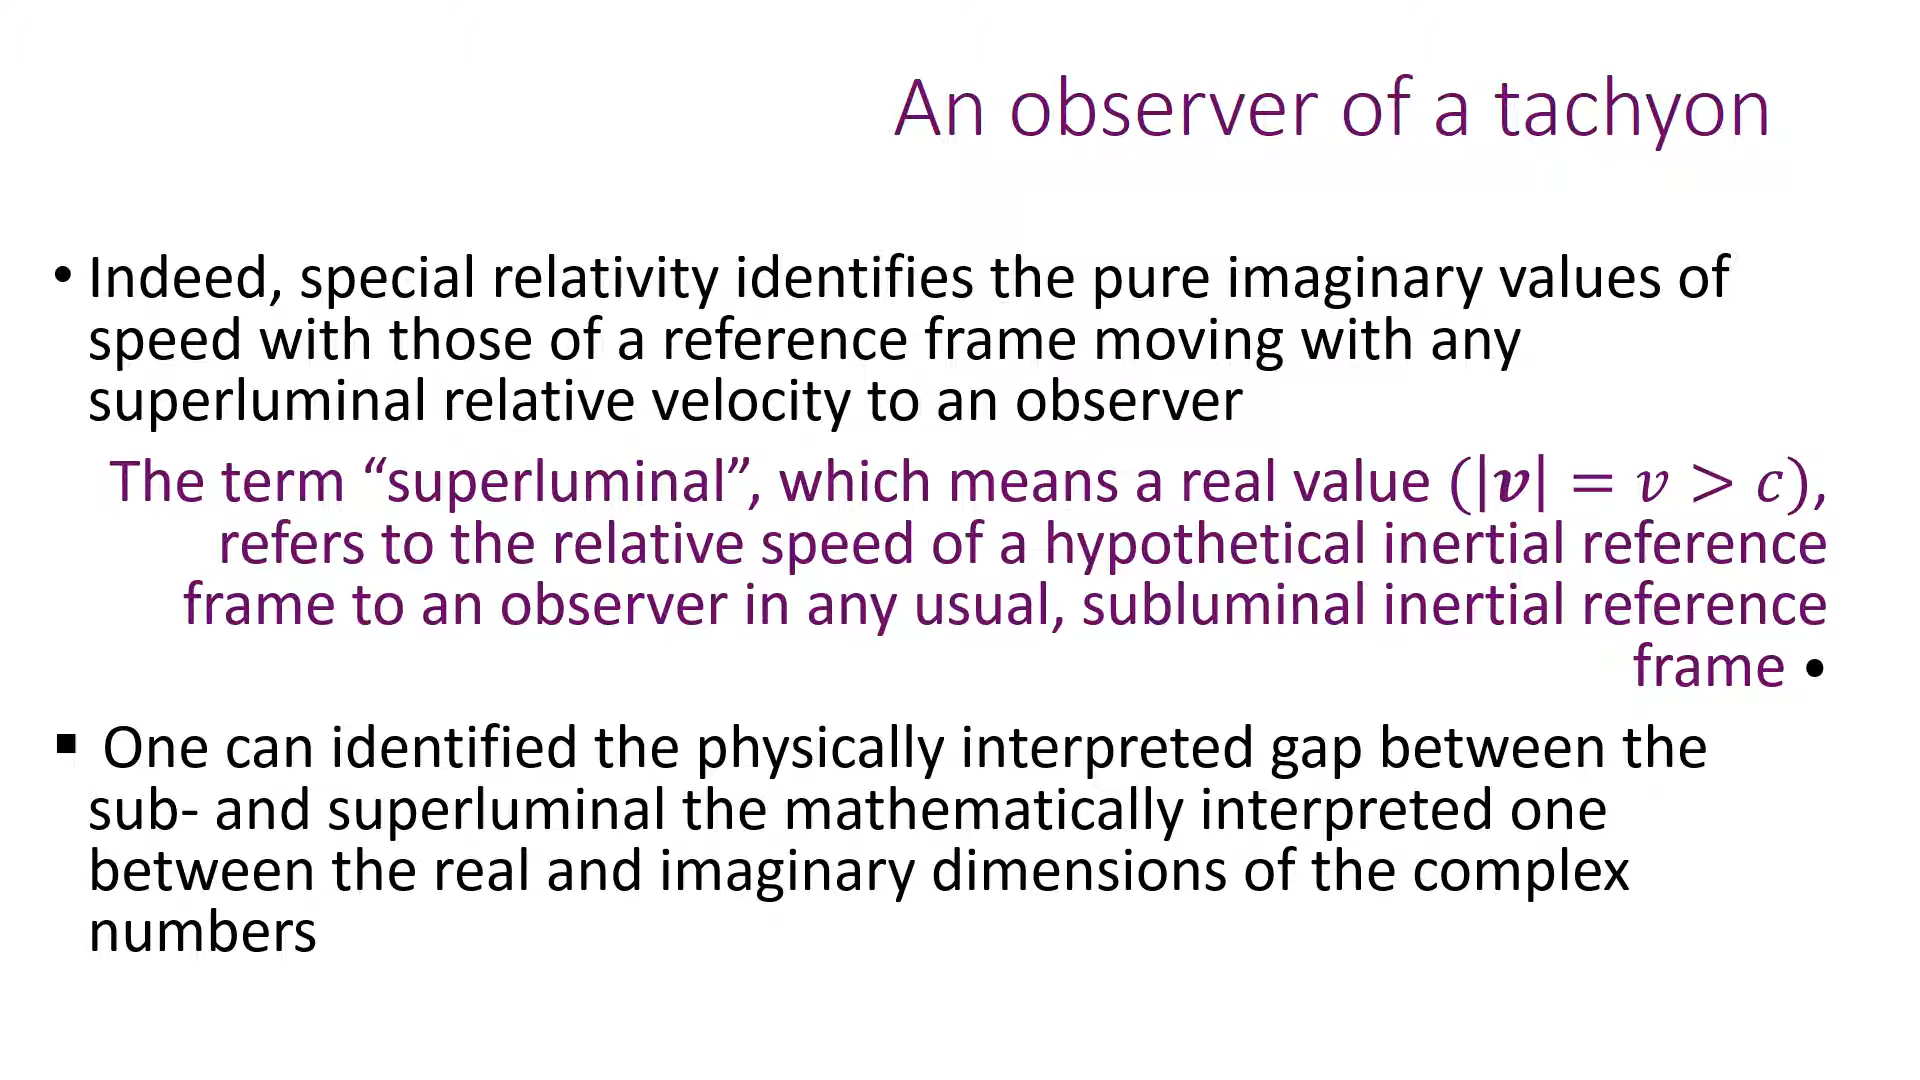 An observer of a tachyon
• Indeed, special relativity identifies the pure imaginary values of
speed with those of a reference frame moving with any
superluminal relative velocity to an observer
The term “superluminal”, which means a real value (|𝒗| = 𝑣 > 𝑐),
refers to the relative speed of a hypothetical inertial reference
frame to an observer in any usual, subluminal inertial reference
frame •
▪ One can identified the physically interpreted gap between the
sub- and superluminal the mathematically interpreted one
between the real and imaginary dimensions of the complex
numbers